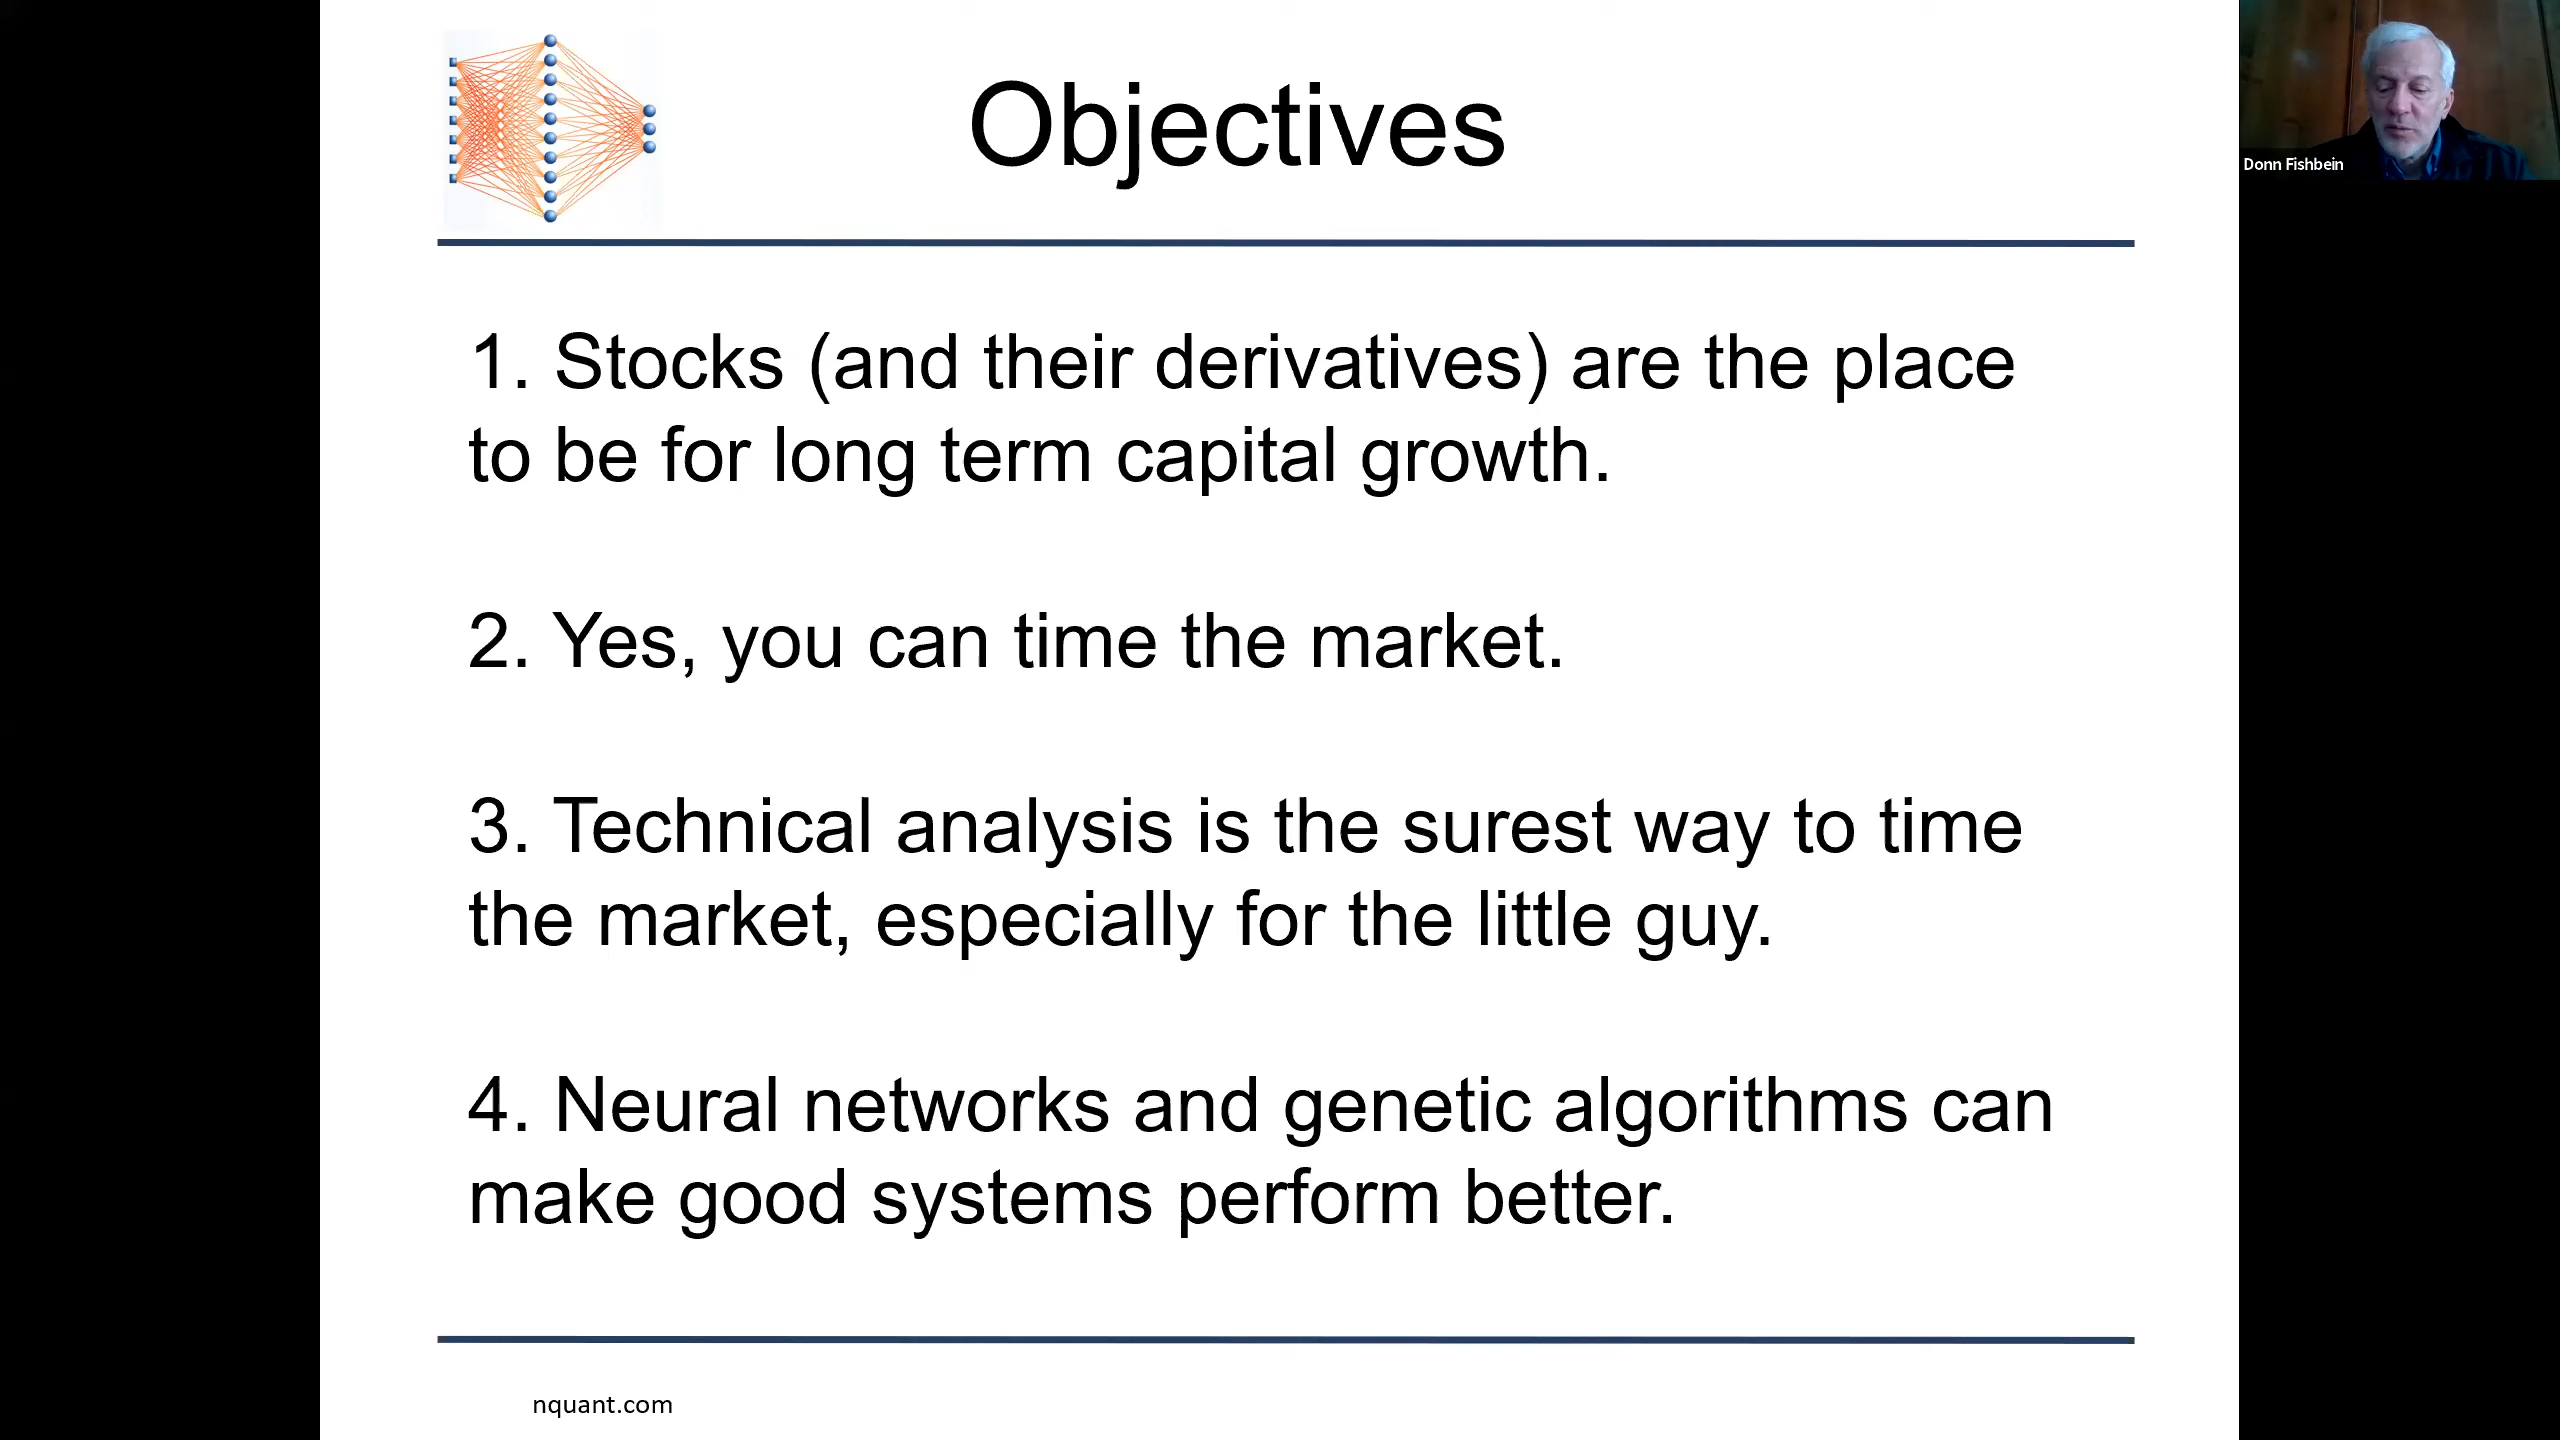 Objectives
Donn Fishbein
1. Stocks (and their derivatives) are the place
to be for long term capital growth.
2. Yes, you can time the market.
3. Technical analysis is the surest way to time
the market, especially for the little guy.
4. Neural networks and genetic algorithms can
make good systems perform better.
nquant.com